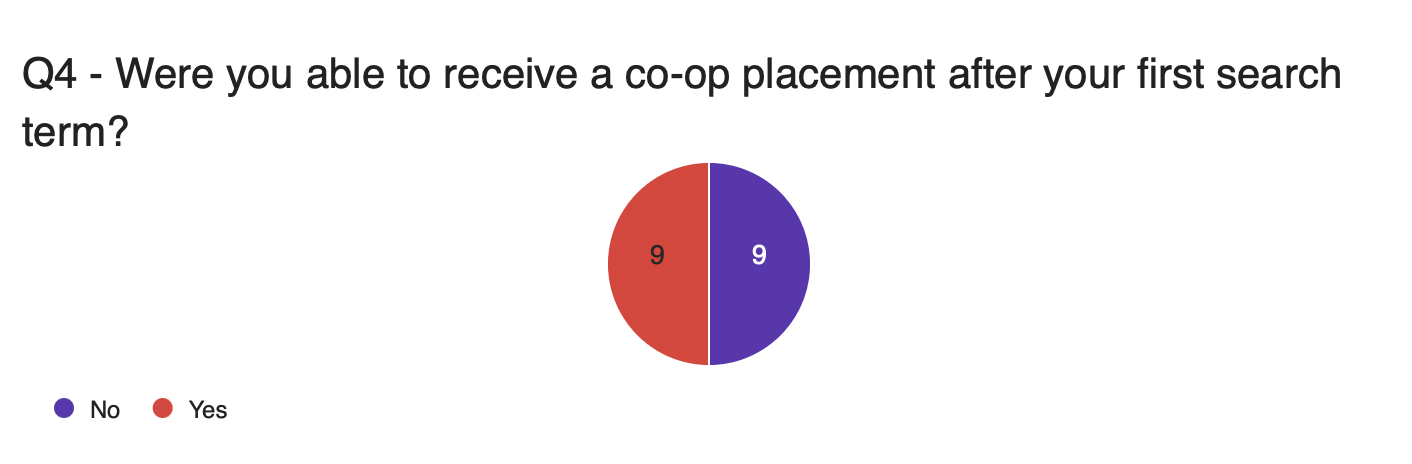 Q4 - Were you able to receive a co-op placement after your first search
term?
9 9
No Yes